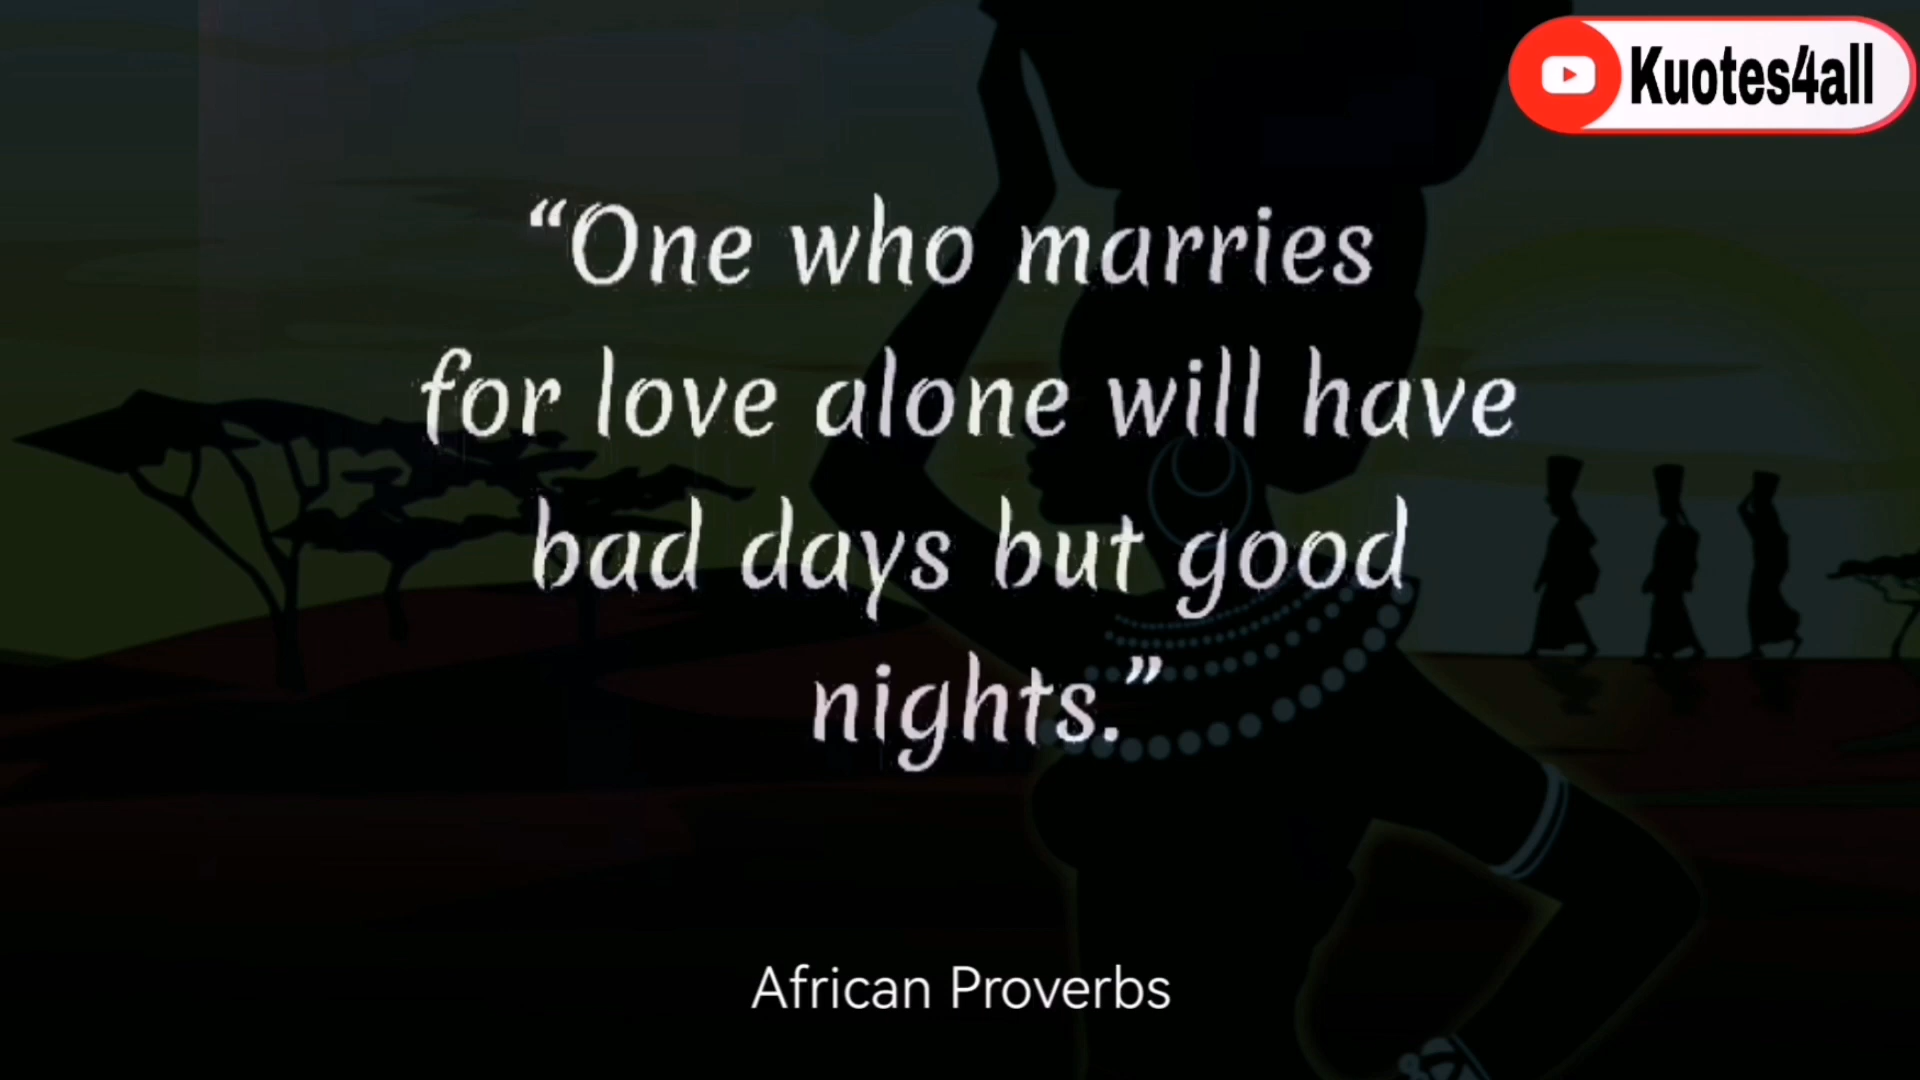 Kuotes4all
“One who marries
for love alone will have
bad days but good
nights.”
African Proverbs